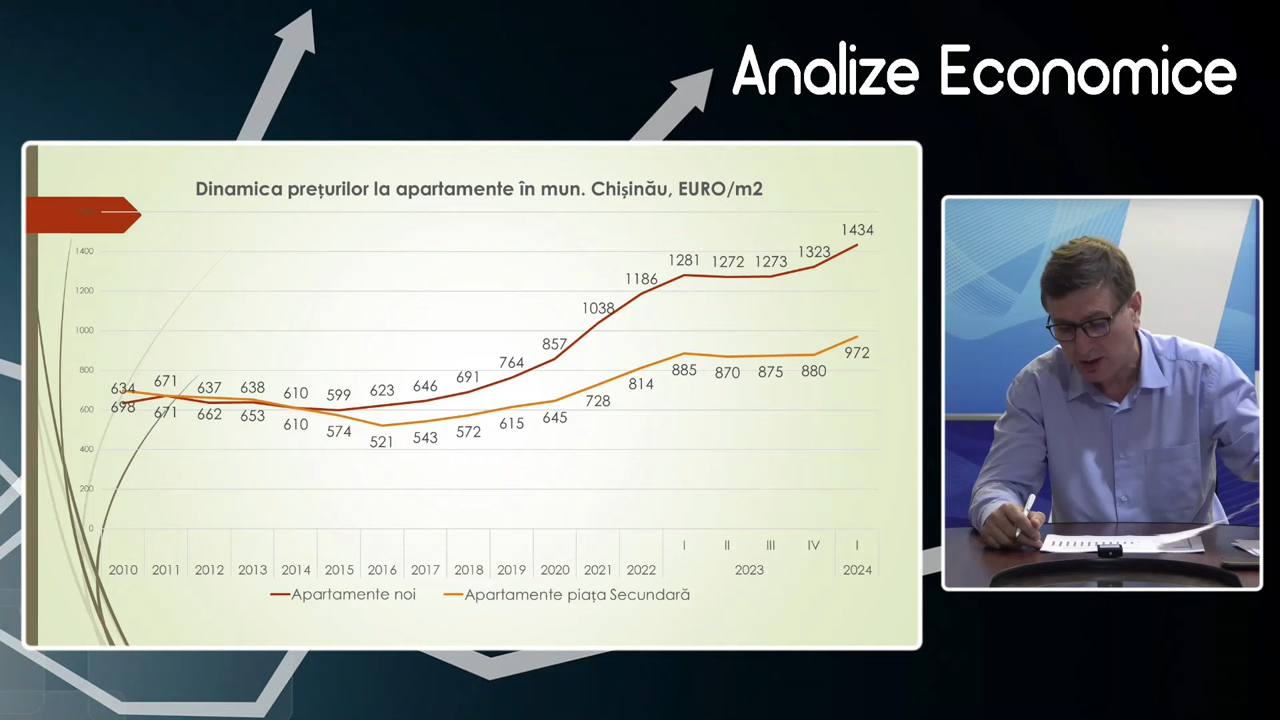 Analize Economice
Dinamica prețurilor la apartamente în mun. Chișinău, EURO/m2
1400
1200
1000
800
600
400
200
0
634 671 637 638 610 599 623 646 691 764 857 1038 1186 1281 1272 1273 1323 1434
698 671 662 653 610 574 521 543 572 615 645 728 814 885 870 875 880 972
I II III IV I
2010 2011 2012 2013 2014 2015 2016 2017 2018 2019 2020 2021 2022 2023 2024
Apartamente noi Apartamente piața Secundară